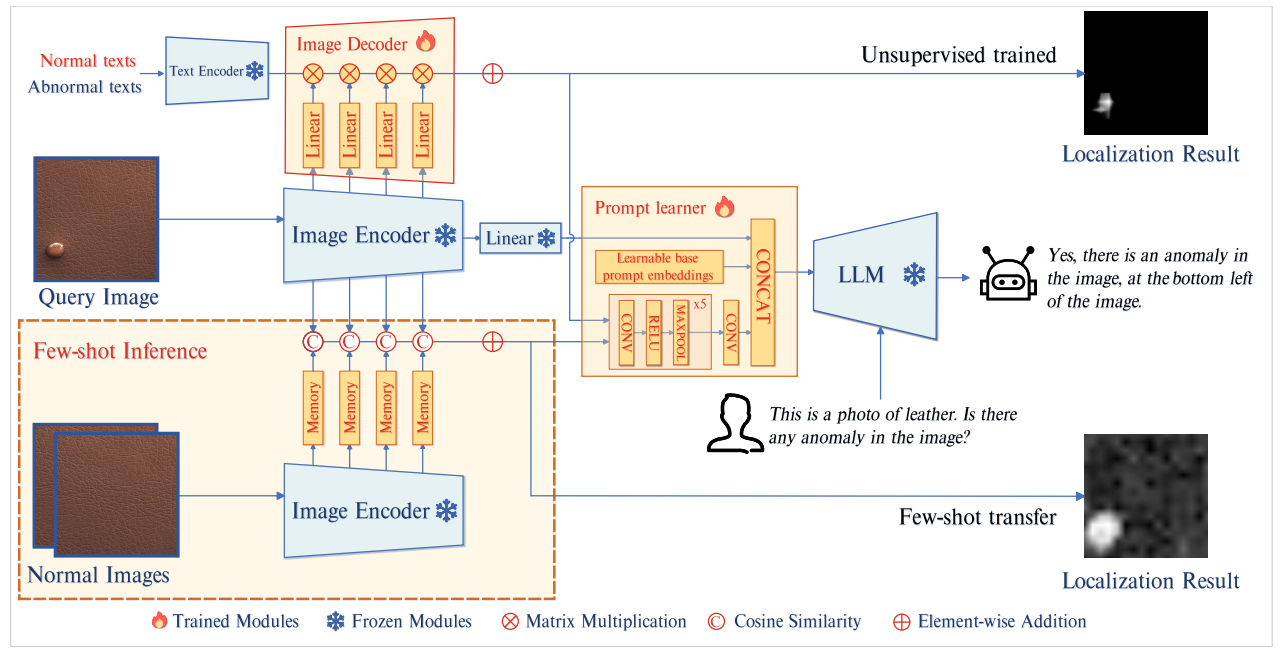 Image Decoder
Normal texts
Abnormal texts
Text Encoder
Linear
Linear
Linear
Linear
Unsupervised trained
Localization Result
Query Image
Image Encoder
Linear
Prompt learner
Learnable base
prompt embeddings
CONCAT
x5
CONV
RELU
MAXPOOL
CONV
LLM
Yes, there is an anomaly in
the image, at the bottom left
of the image.
Few-shot Inference
C
C
C
C
Memory
Memory
Memory
Memory
This is a photo of leather. Is there
any anomaly in the image?
Image Encoder
Normal Images
Few-shot transfer
Localization Result
Trained Modules
Frozen Modules
Matrix Multiplication
C Cosine Similarity
Element-wise Addition